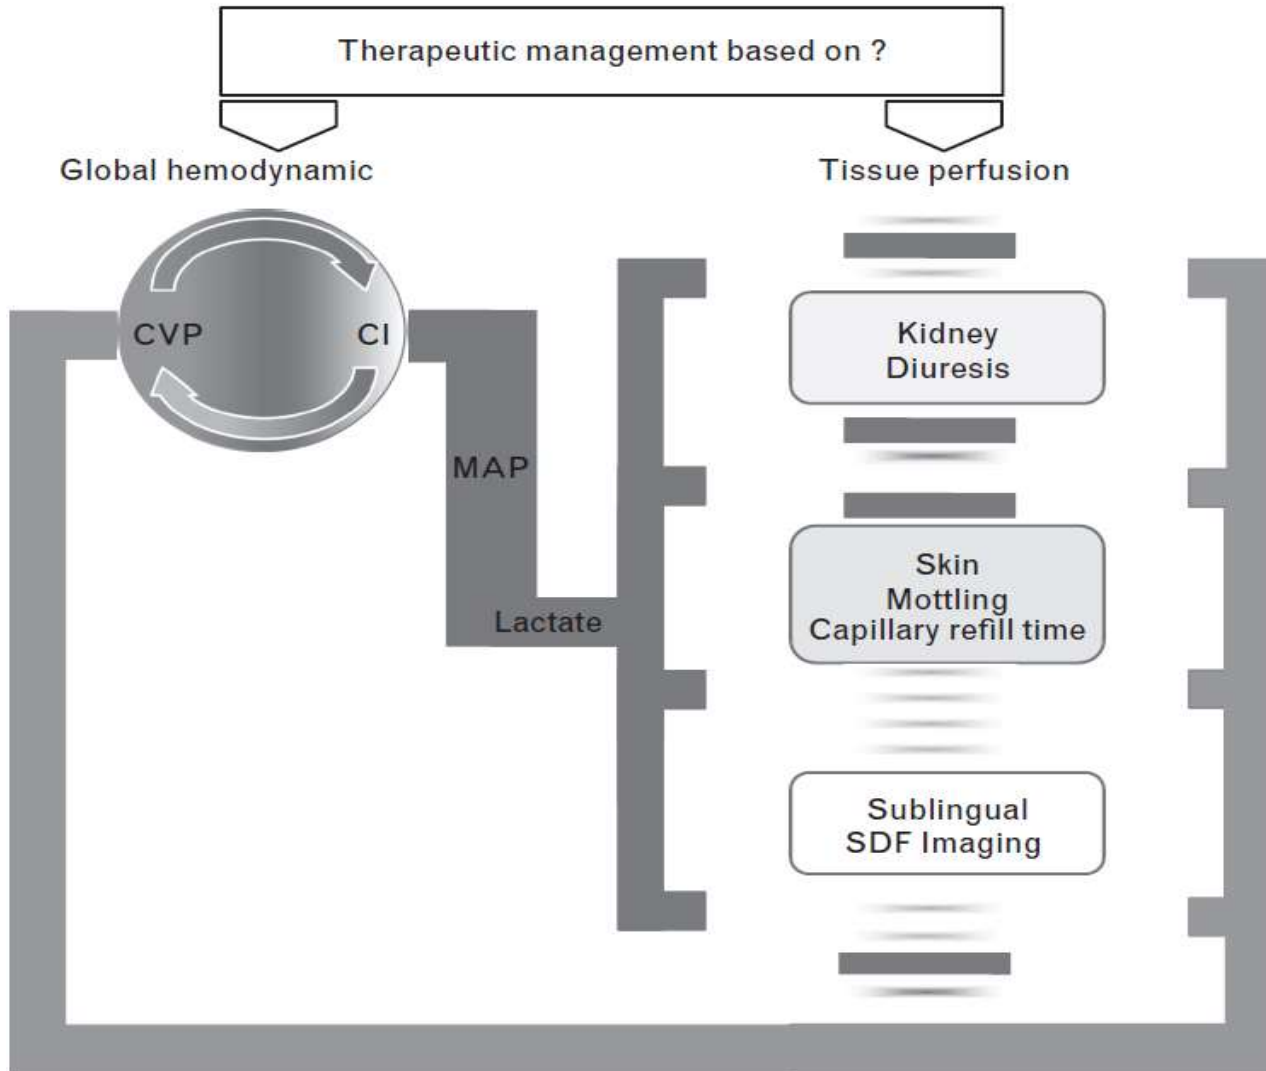 Therapeutic management based on ?
Global hemodynamic
Tissue perfusion
CVP
CI
MAP
Lactate
Kidney
Diuresis
Skin
Mottling
Capillary refill time
Sublingual
SDF Imaging